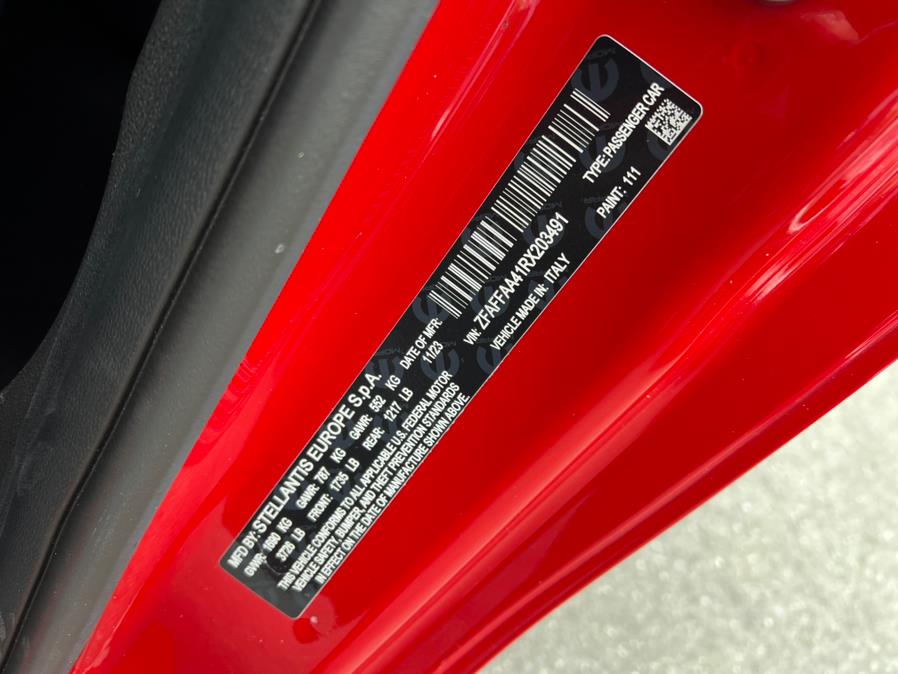 MFD BY: STELLANTIS EUROPE S.p.A.
GVWR: 1690 KG GAWR: 787 KG GAWR: 552 KG DATE OF MFR:
3726 LB FRONT: 1735 LB REAR: 1217 LB 11/23
THIS VEHICLE CONFORMS TO ALL APPLICABLE U.S. FEDERAL MOTOR
VEHICLE SAFETY, BUMPER, AND THEFT PREVENTION STANDARDS
IN EFFECT ON THE DATE OF MANUFACTURE SHOWN ABOVE.
VIN: ZFAFFAA41RX203491
VEHICLE MADE IN: ITALY
TYPE: PASSENGER CAR
PAINT: 111